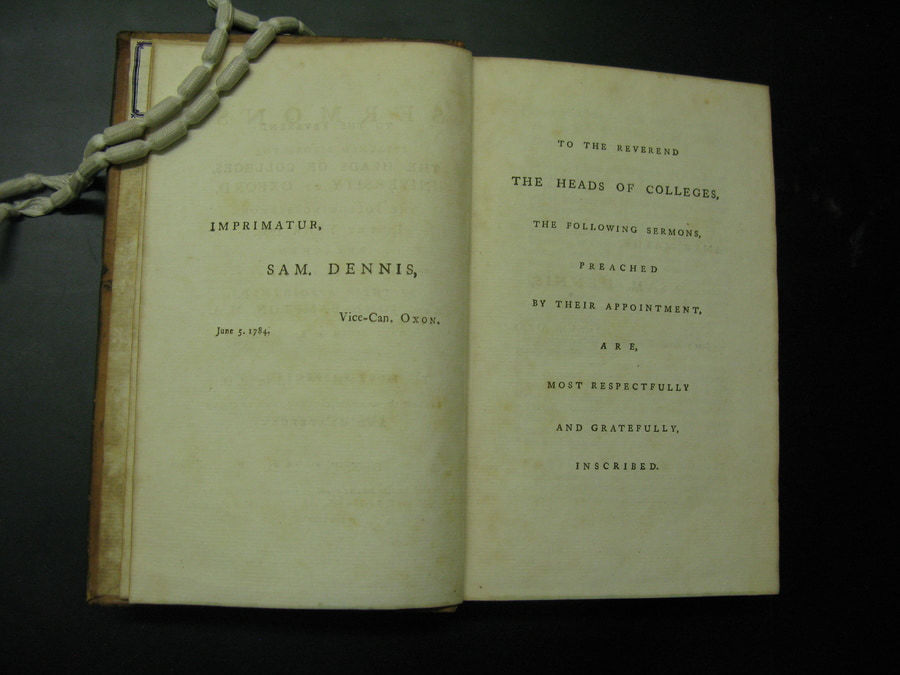 IMPRIMATUR,
SAM. DENNIS,
Vice-Can. OXON.
June 5. 1784.
TO THE REVEREND
THE HEADS OF COLLEGES,
THE FOLLOWING SERMONS,
PREACHED
BY THEIR APPOINTMENT,
ARE,
MOST RESPECTFULLY
AND GRATEFULLY,
INSCRIBED.